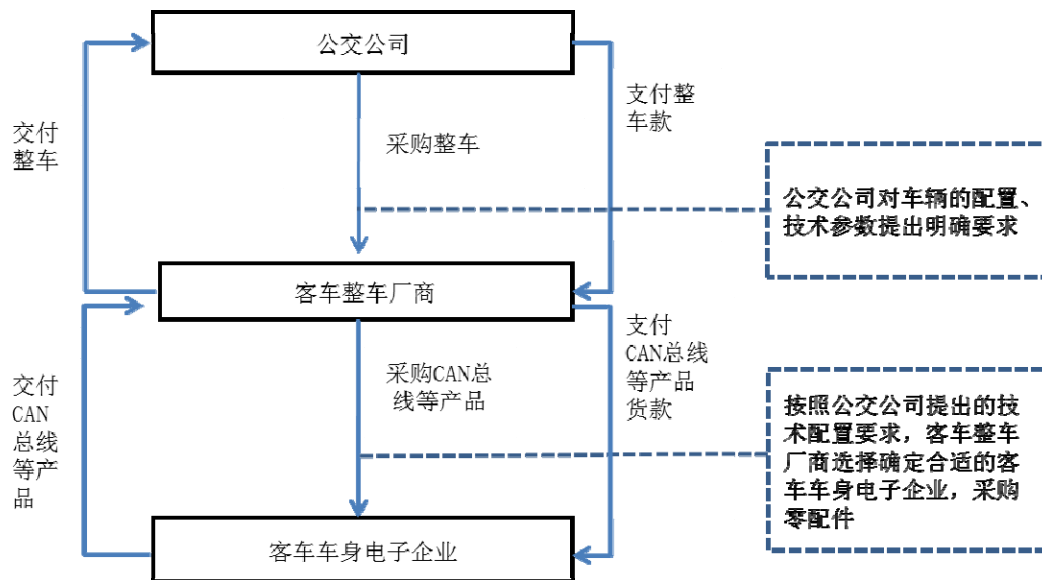 公交公司
支付整
车款
交付
整车
采购整车
公交公司对车辆的配置、
技术参数提出明确要求
客车整车厂商
支付
CAN总线
等产品
货款
采购CAN总
线等产品
交付
CAN
总线
等产
品
按照公交公司提出的技
术配置要求，客车整车
厂商选择确定合适的客
车车身电子企业，采购
零配件
客车车身电子企业